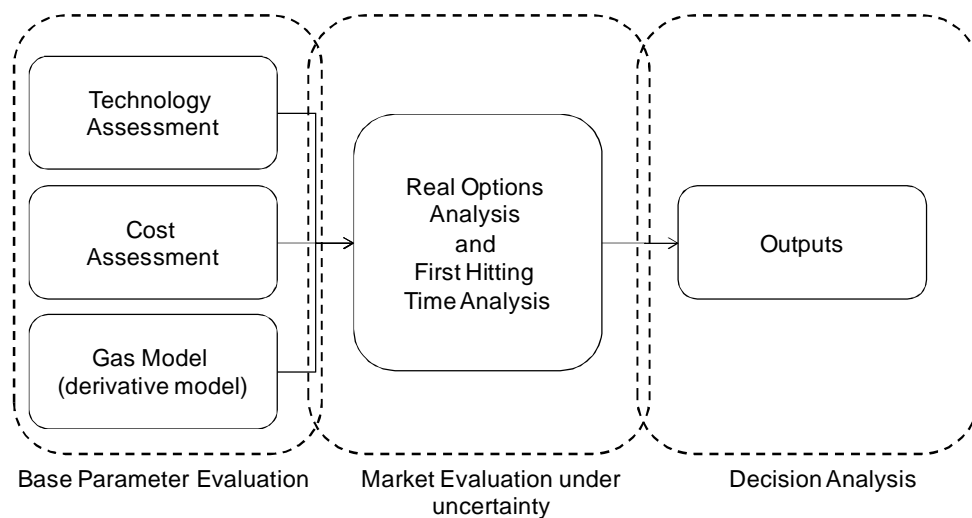 Technology
Assessment
Cost
Assessment
Gas Model
(derivative model)
Real Options
Analysis
and
First Hitting
Time Analysis
Outputs
Base Parameter Evaluation
Market Evaluation under
uncertainty
Decision Analysis